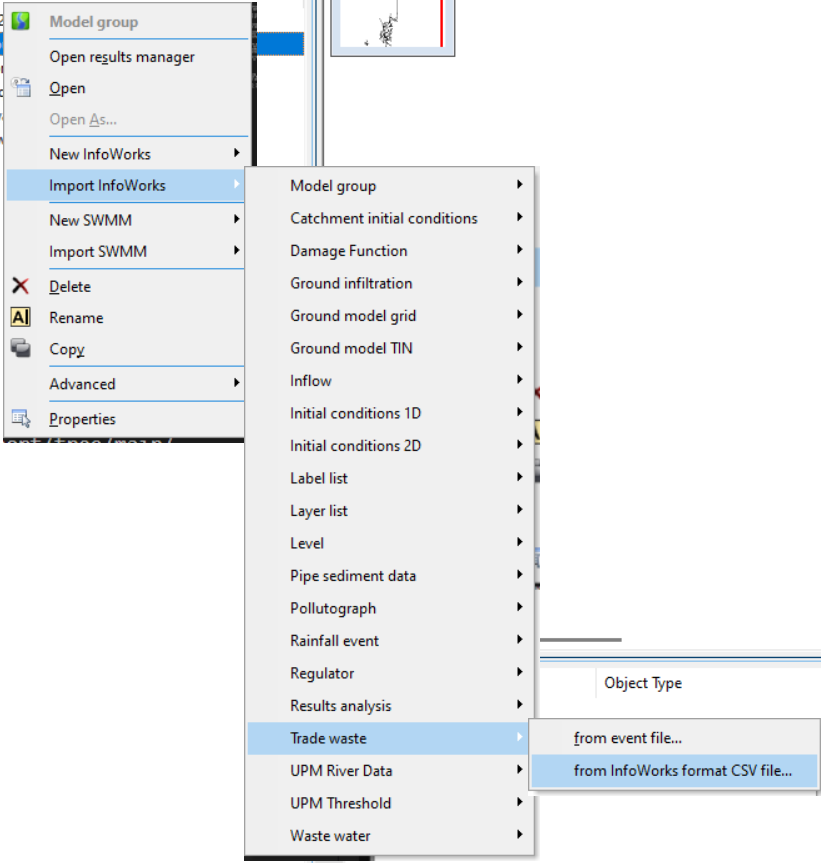 Model group
Open results manager
Open
Open As...
New InfoWorks
Import InfoWorks
New SWMM
Import SWMM
Delete
Rename
Copy
Advanced
Properties
Model group
Catchment initial conditions
Damage Function
Ground infiltration
Ground model grid
Ground model TIN
Inflow
Initial conditions 1D
Initial conditions 2D
Label list
Layer list
Level
Pipe sediment data
Pollutograph
Rainfall event
Regulator
Results analysis
Trade waste
UPM River Data
UPM Threshold
Waste water
Object Type
from event file...
from InfoWorks format CSV file...